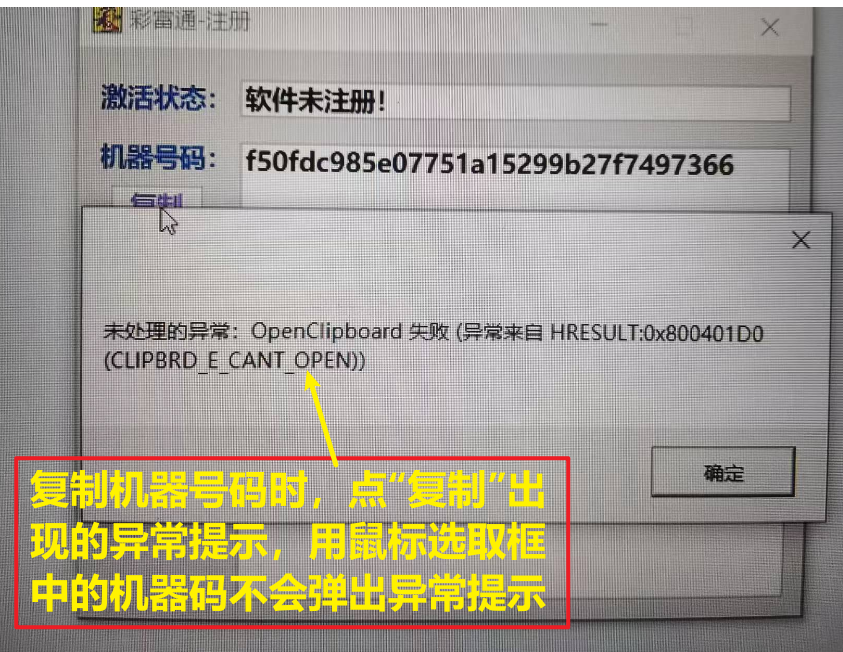 彩富通-注册
激活状态： 软件未注册！
机器号码： f50fdc985e07751a15299b27f7497366
复制
未处理的异常：OpenClipboard 失败 (异常来自 HRESULT:0x800401D0
(CLIPBRD_E_CANT_OPEN))
确定
复制机器号码时，点“复制”出
现的异常提示，用鼠标选取框
中的机器码不会弹出异常提示